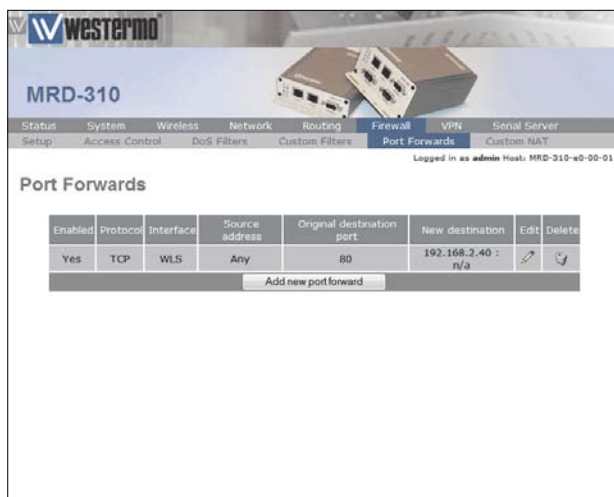 westermo
MRD-310
Status System Wireless Network Routing Firewall VPN Serial Server
Setup Access Control DoS Filters Custom Filters Port Forwards Custom NAT
Logged in as admin Host: MRD-310-e0-00-01
Port Forwards
Enabled Protocol Interface Source address Original destination port New destination Edit Delete
Yes TCP WLS Any 80 192.168.2.40 : n/a
Add new port forward